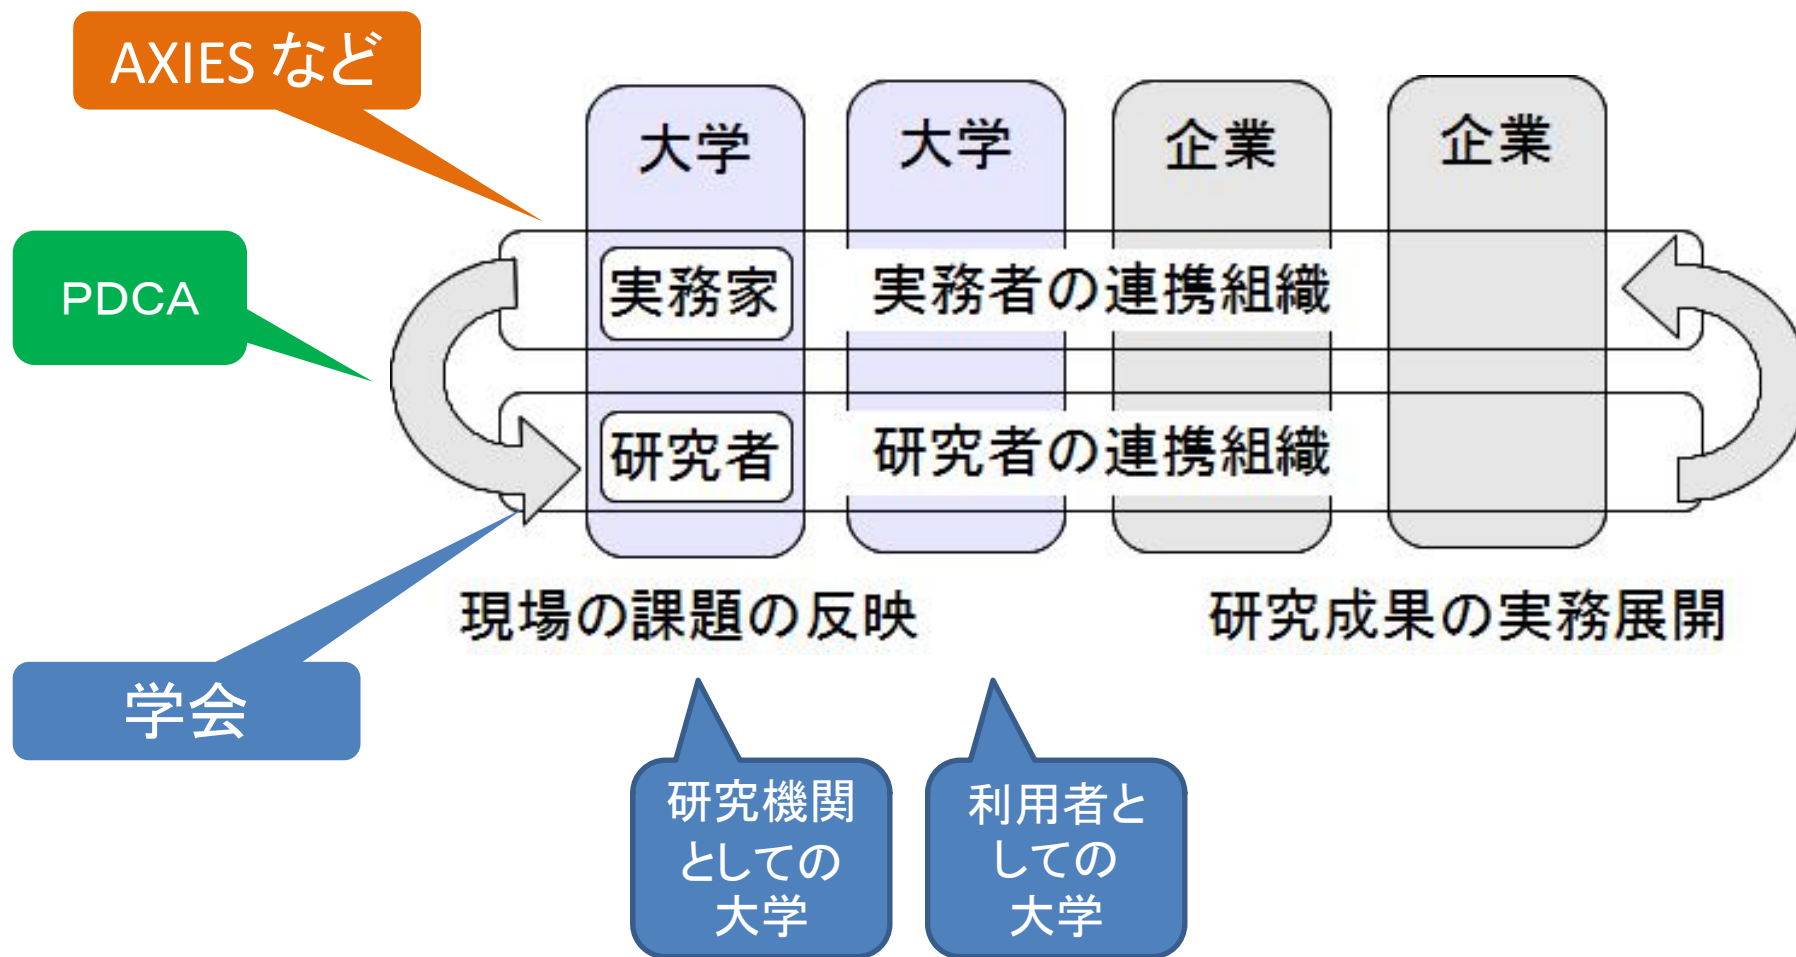 AXIES など
大学
大学
企業
企業
PDCA
実務家
実務者の連携組織
研究者
研究者の連携組織
現場の課題の反映
研究成果の実務展開
学会
研究機関
としての
大学
利用者と
しての
大学